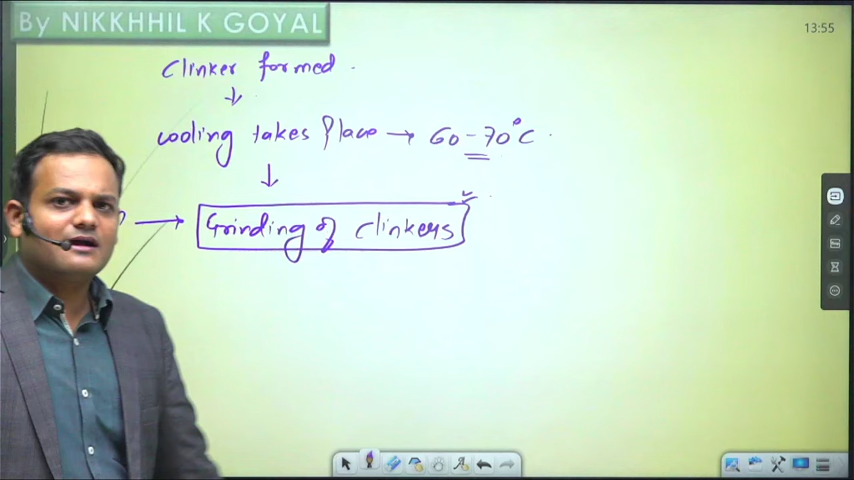 By NIKKHHIL K GOYAL
13:55
Clinker formed.
↓
cooling takes place → 60-70°C.
↓
→ Grinding of clinkers